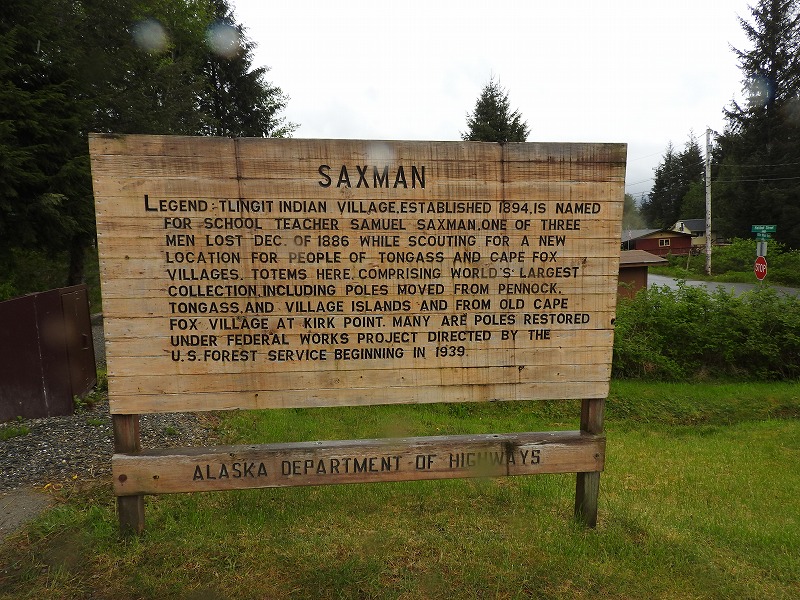 SAXMAN
LEGEND: TLINGIT INDIAN VILLAGE, ESTABLISHED 1894, IS NAMED
FOR SCHOOL TEACHER SAMUEL SAXMAN, ONE OF THREE
MEN LOST DEC. OF 1886 WHILE SCOUTING FOR A NEW
LOCATION FOR PEOPLE OF TONGASS AND CAPE FOX
VILLAGES. TOTEMS HERE, COMPRISING WORLD'S LARGEST
COLLECTION, INCLUDING POLES MOVED FROM PENNOCK,
TONGASS, AND VILLAGE ISLANDS AND FROM OLD CAPE
FOX VILLAGE AT KIRK POINT. MANY ARE POLES RESTORED
UNDER FEDERAL WORKS PROJECT DIRECTED BY THE
U.S. FOREST SERVICE BEGINNING IN 1939.
ALASKA DEPARTMENT OF HIGHWAYS
STOP